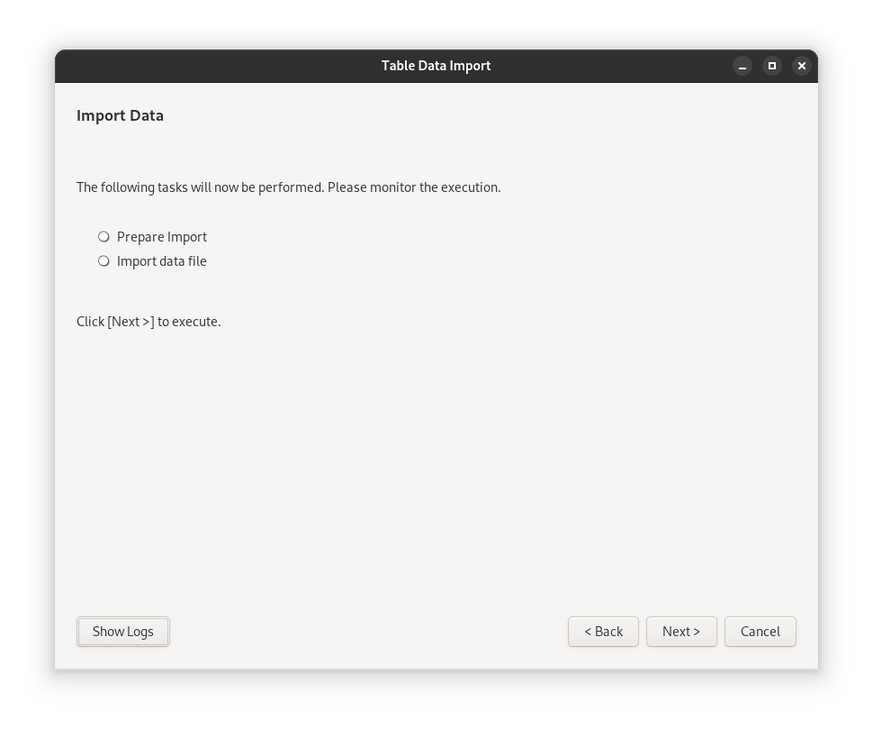 Table Data Import
Import Data
The following tasks will now be performed. Please monitor the execution.
Prepare Import
Import data file
Click [Next >] to execute.
Show Logs
< Back
Next >
Cancel